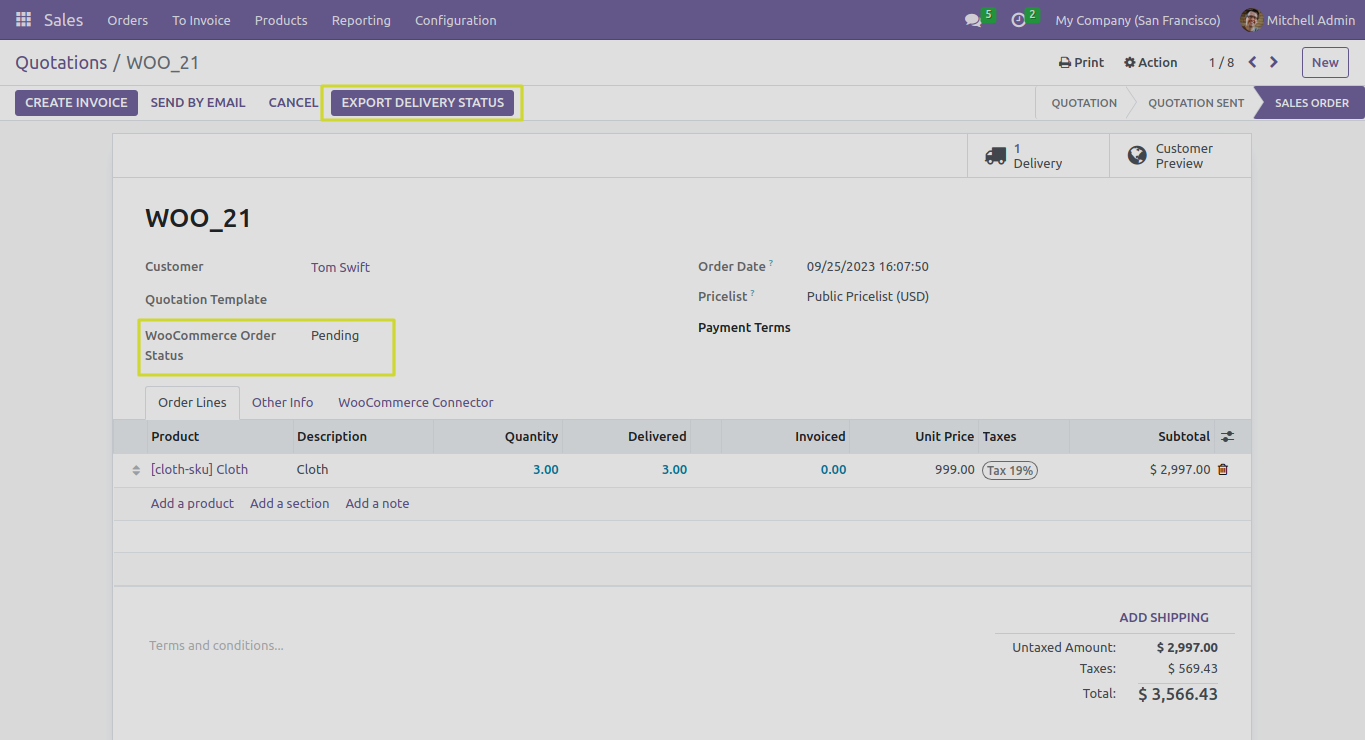 Sales Orders To Invoice Products Reporting Configuration 5 2 My Company (San Francisco) Mitchell Admin
Quotations / WOO_21 Print Action 1 / 8 New
CREATE INVOICE SEND BY EMAIL CANCEL EXPORT DELIVERY STATUS QUOTATION QUOTATION SENT SALES ORDER
1
Delivery
Customer
Preview
WOO_21
Customer Tom Swift
Quotation Template
WooCommerce Order
Status
Pending
Order Date ? 09/25/2023 16:07:50
Pricelist ? Public Pricelist (USD)
Payment Terms
Order Lines Other Info WooCommerce Connector
Product Description Quantity Delivered Invoiced Unit Price Taxes Subtotal
[cloth-sku] Cloth Cloth 3.00 3.00 0.00 999.00 Tax 19% $ 2,997.00
Add a product Add a section Add a note
Terms and conditions...
ADD SHIPPING
Untaxed Amount: $ 2,997.00
Taxes: $ 569.43
Total: $ 3,566.43